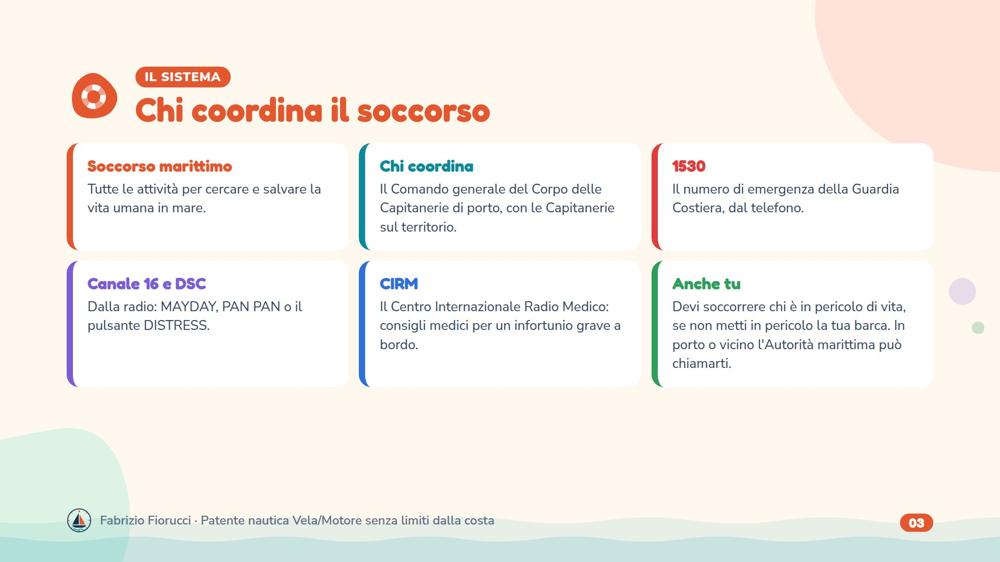 IL SISTEMA
Chi coordina il soccorso
Soccorso marittimo
Tutte le attività per cercare e salvare la
vita umana in mare.
Chi coordina
Il Comando generale del Corpo delle
Capitanerie di porto, con le Capitanerie
sul territorio.
1530
Il numero di emergenza della Guardia
Costiera, dal telefono.
Canale 16 e DSC
Dalla radio: MAYDAY, PAN PAN o il
pulsante DISTRESS.
CIRM
Il Centro Internazionale Radio Medico:
consigli medici per un infortunio grave a
bordo.
Anche tu
Devi soccorrere chi è in pericolo di vita,
se non metti in pericolo la tua barca. In
porto o vicino l'Autorità marittima può
chiamarti.
Fabrizio Fiorucci · Patente nautica Vela/Motore senza limiti dalla costa
03